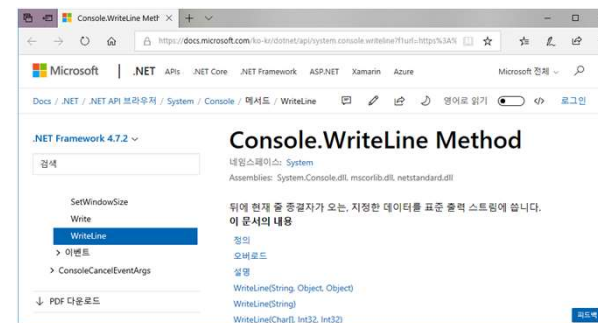 Console.WriteLine Meth
https://docs.microsoft.com/ko-kr/dotnet/api/system.console.writeline?f1url=https%3A%
Microsoft | .NET APIs .NET Core .NET Framework ASP.NET Xamarin Azure Microsoft 전체
Docs / .NET / .NET API 브라우저 / System / Console / 메서드 / WriteLine 영어로 읽기 로그인
.NET Framework 4.7.2
검색
SetWindowSize
Write
WriteLine
이벤트
ConsoleCancelEventArgs
PDF 다운로드
Console.WriteLine Method
네임스페이스: System
Assemblies: System.Console.dll, mscorlib.dll, netstandard.dll
뒤에 현재 줄 종결자가 오는, 지정한 데이터를 표준 출력 스트림에 씁니다.
이 문서의 내용
정의
오버로드
설명
WriteLine(String, Object, Object)
WriteLine(String)
WriteLine(Char[], Int32, Int32)
피드백